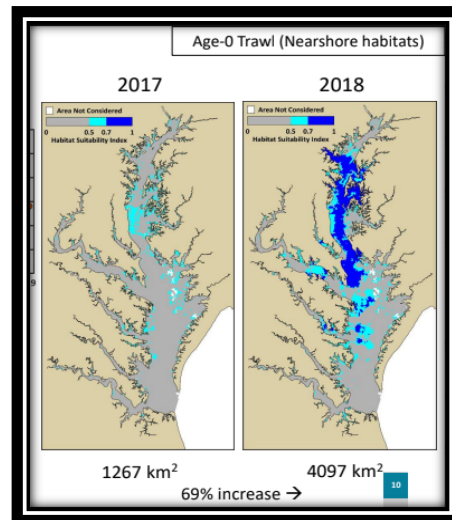 Age-0 Trawl (Nearshore habitats)
2017
2018
Area Not Considered
0 0.5 0.7 1
Habitat Suitability Index
Area Not Considered
0 0.5 0.7 1
Habitat Suitability Index
9
1267 km²
4097 km²
69% increase →
10